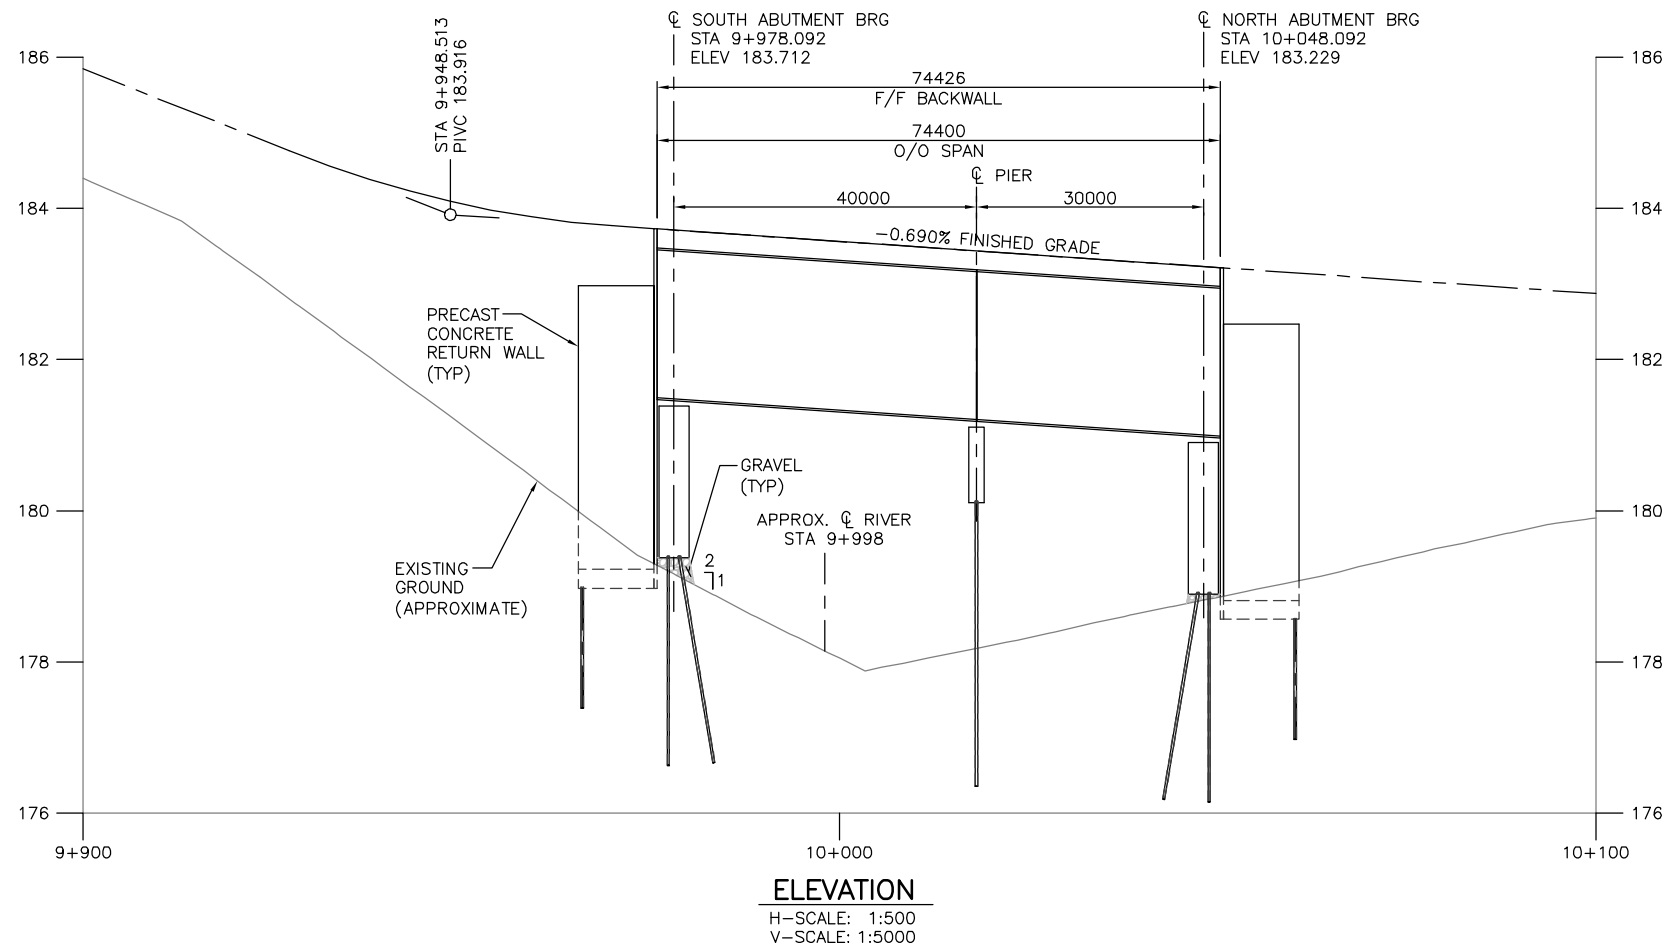 ℄ SOUTH ABUTMENT BRG
STA 9+978.092
ELEV 183.712
℄ NORTH ABUTMENT BRG
STA 10+048.092
ELEV 183.229
STA 9+948.513
PIVC 183.916
186
186
74426
F/F BACKWALL
74400
O/O SPAN
℄ PIER
40000
30000
184
184
-0.690% FINISHED GRADE
PRECAST
CONCRETE
RETURN WALL
(TYP)
182
182
GRAVEL
(TYP)
APPROX. ℄ RIVER
STA 9+998
180
180
2
1
EXISTING
GROUND
(APPROXIMATE)
178
178
176
176
9+900
10+000
10+100
ELEVATION
H-SCALE: 1:500
V-SCALE: 1:5000